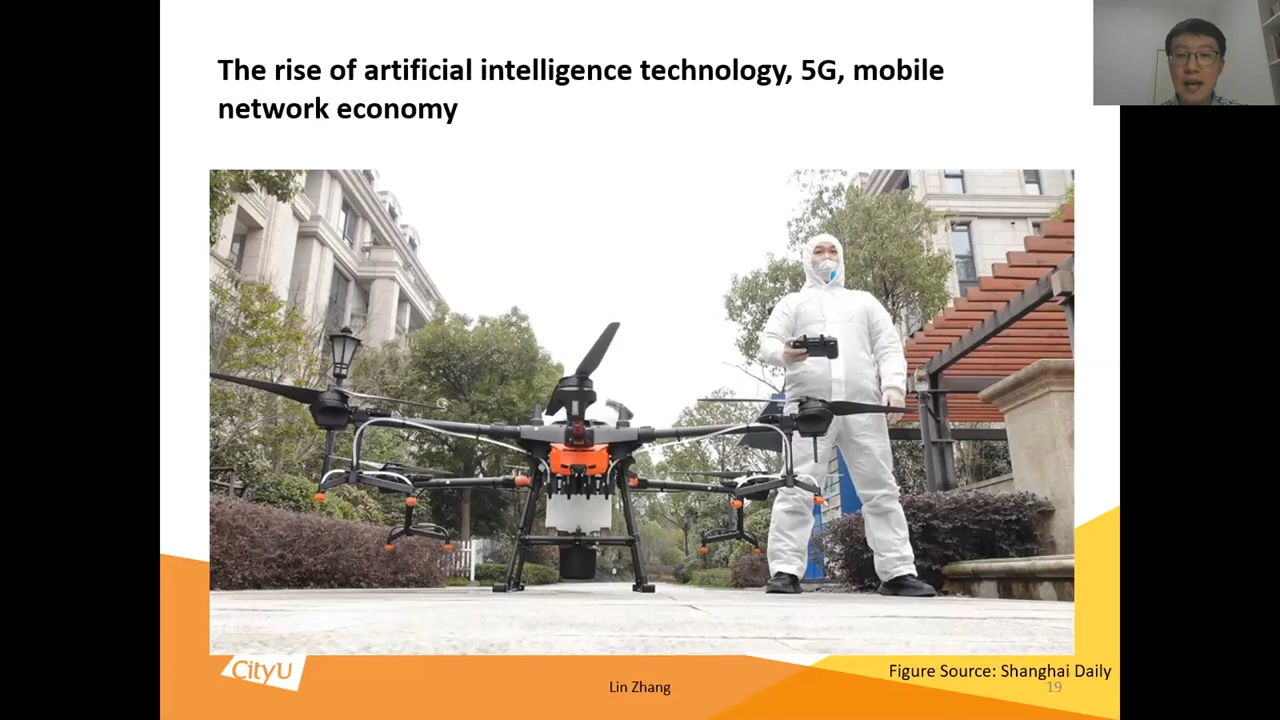 The rise of artificial intelligence technology, 5G, mobile
network economy
CityU
Figure Source: Shanghai Daily
Lin Zhang
19